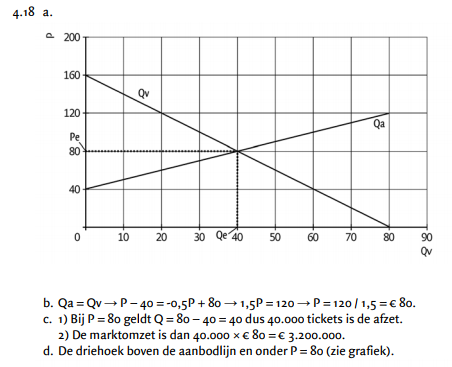 4.18 a.
P 200
160
Qv
120
Qa
Pe
80
40
0 10 20 30 Qe 40 50 60 70 80 90
Qv
b. Qa = Qv → P – 40 = -0,5P + 80 → 1,5P = 120 → P = 120 / 1,5 = € 80.
c. 1) Bij P = 80 geldt Q = 80 – 40 = 40 dus 40.000 tickets is de afzet.
2) De marktomzet is dan 40.000 × € 80 = € 3.200.000.
d. De driehoek boven de aanbodlijn en onder P = 80 (zie grafiek).